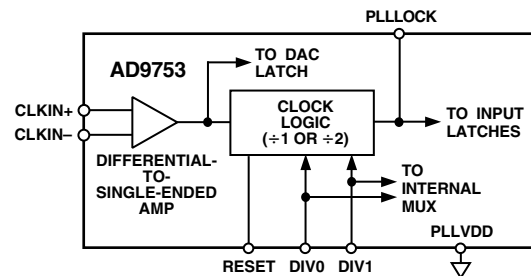 PLLLOCK
AD9753
TO DAC
LATCH
CLKIN+
CLKIN–
CLOCK
LOGIC
(÷1 OR ÷2)
TO INPUT
LATCHES
DIFFERENTIAL-
TO-
SINGLE-ENDED
AMP
TO
INTERNAL
MUX
PLLVDD
RESET
DIV0
DIV1